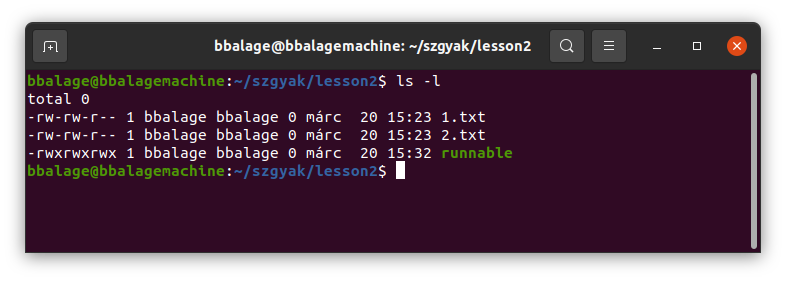 bbalage@bbalagemachine: ~/szgyak/lesson2
bbalage@bbalagemachine:~/szgyak/lesson2$ ls -l
total 0
-rw-rw-r-- 1 bbalage bbalage 0 márc  20 15:23 1.txt
-rw-rw-r-- 1 bbalage bbalage 0 márc  20 15:23 2.txt
-rwxrwxrwx 1 bbalage bbalage 0 márc  20 15:32 runnable
bbalage@bbalagemachine:~/szgyak/lesson2$